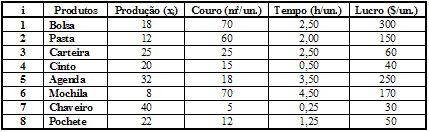 i Produtos Produção (xᵢ) Couro (m²/un.) Tempo (h/un.) Lucro ($/un.)
1 Bolsa 18 70 2,50 300
2 Pasta 12 60 2,00 150
3 Carteira 25 25 2,50 60
4 Cinto 20 15 0,50 40
5 Agenda 32 18 3,50 250
6 Mochila 8 70 4,50 170
7 Chaveiro 40 5 0,25 30
8 Pochete 22 12 1,25 50